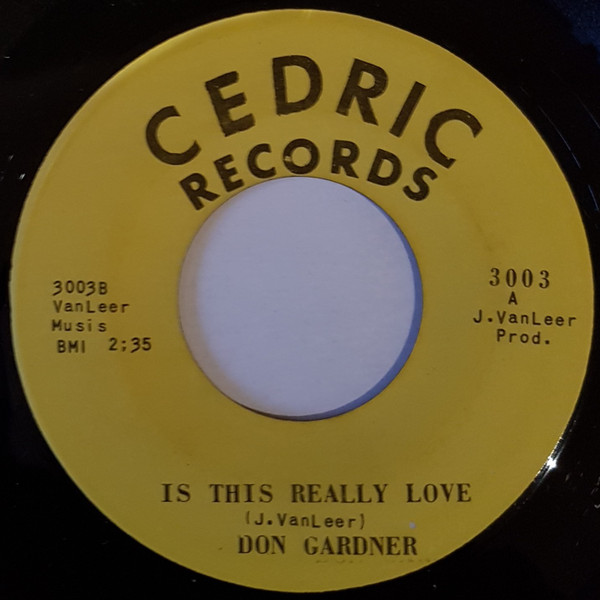 CEDRIC
RECORDS
3003B
VanLeer
Musis
BMI 2;35
3003
A
J.VanLeer
Prod.
IS THIS REALLY LOVE
(J.VanLeer)
DON GARDNER